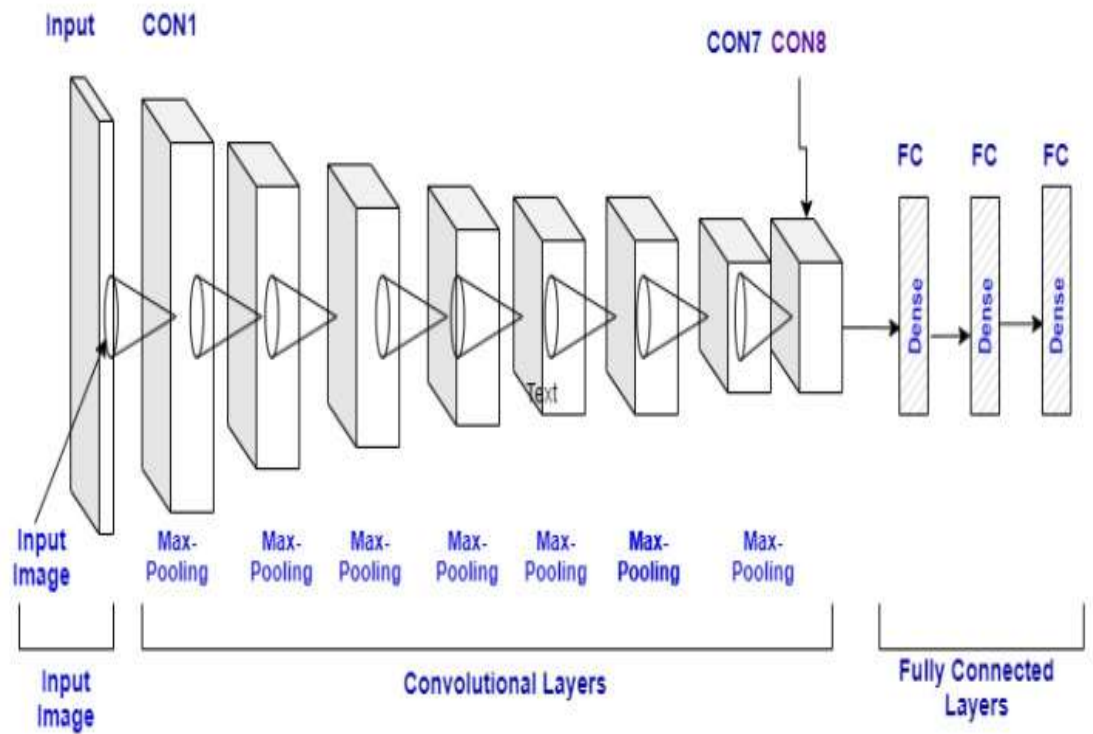 Input
CON1
CON7 CON8
FC
FC
FC
Dense
Dense
Dense
Text
Input
Image
Max-
Pooling
Max-
Pooling
Max-
Pooling
Max-
Pooling
Max-
Pooling
Max-
Pooling
Max-
Pooling
Input
Image
Convolutional Layers
Fully Connected
Layers